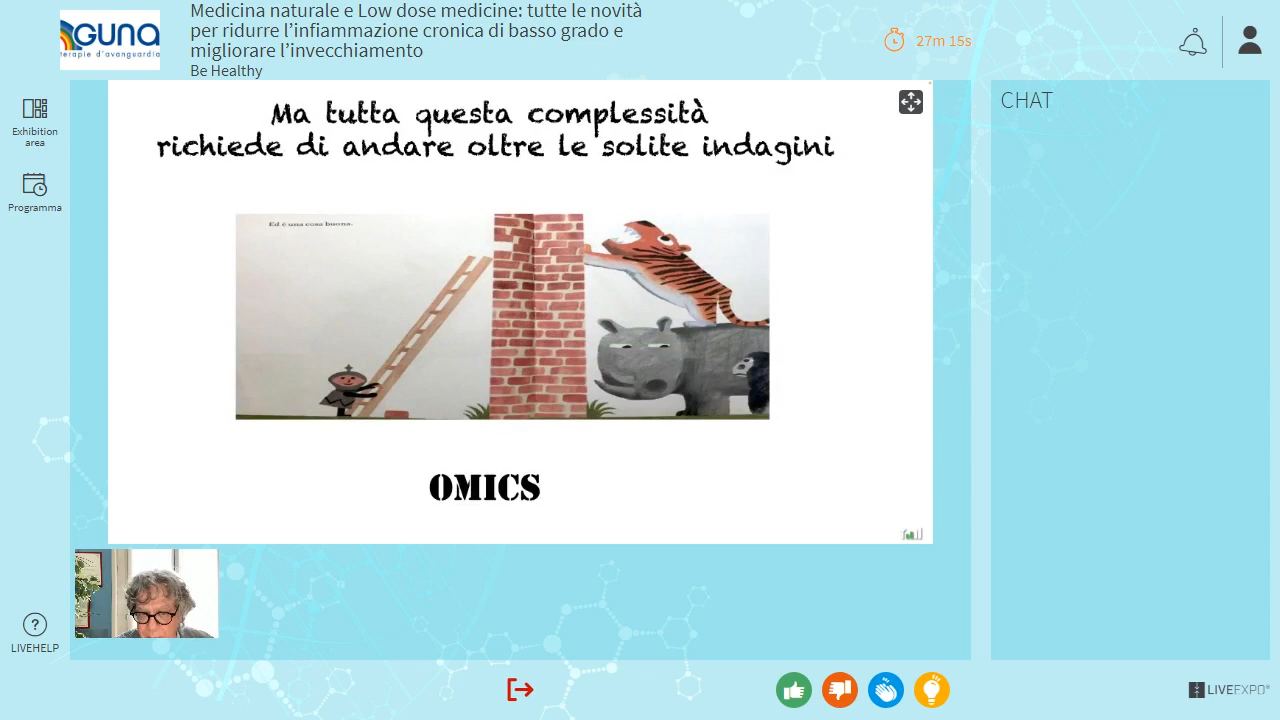 GUNA
terapie d'avanguardia
Medicina naturale e Low dose medicine: tutte le novità
per ridurre l'infiammazione cronica di basso grado e
migliorare l'invecchiamento
Be Healthy
27m 15s
Exhibition
area
Programma
LIVEHELP
Ma tutta questa complessità
richiede di andare oltre le solite indagini
Ed è una cosa buona.
OMICS
CHAT
LIVEEXPO®